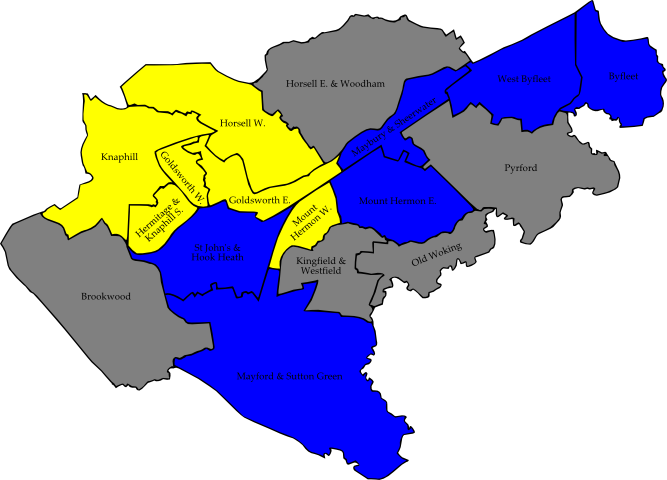 West Byfleet
Byfleet
Horsell E. & Woodham
Maybury & Sheerwater
Horsell W.
Knaphill
Goldsworth W.
Pyrford
Goldsworth E.
Mount Hermon E.
Hermitage &
Knaphill S.
Mount
Hermon W.
St John's &
Hook Heath
Old Woking
Kingfield &
Westfield
Brookwood
Mayford & Sutton Green